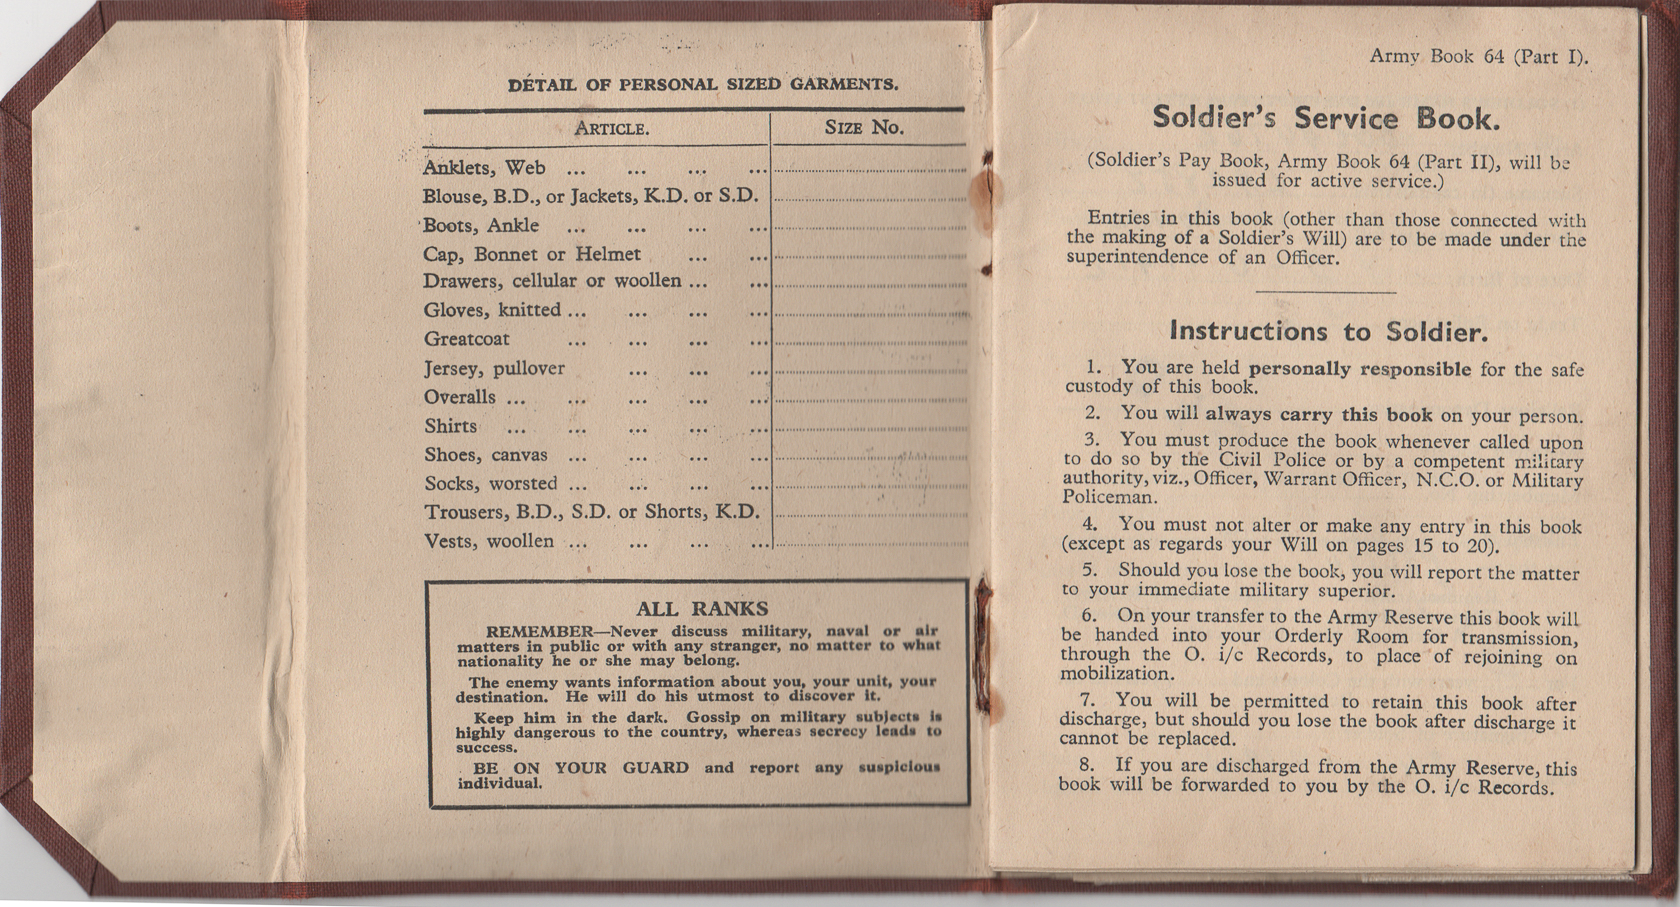 DETAIL OF PERSONAL SIZED GARMENTS.
ARTICLE. SIZE NO.
Anklets, Web ... ... ... ...
Blouse, B.D., or Jackets, K.D. or S.D.
Boots, Ankle ... ... ... ...
Cap, Bonnet or Helmet ... ...
Drawers, cellular or woollen ... ...
Gloves, knitted ... ... ... ...
Greatcoat ... ... ... ...
Jersey, pullover ... ... ...
Overalls ... ... ... ... ...
Shirts ... ... ... ... ...
Shoes, canvas ... ... ... ...
Socks, worsted ... ... ... ...
Trousers, B.D., S.D. or Shorts, K.D.
Vests, woollen ... ... ... ...
ALL RANKS
REMEMBER—Never discuss military, naval or air
matters in public or with any stranger, no matter to what
nationality he or she may belong.
The enemy wants information about you, your unit, your
destination. He will do his utmost to discover it.
Keep him in the dark. Gossip on military subjects is
highly dangerous to the country, whereas secrecy leads to
success.
BE ON YOUR GUARD and report any suspicious
individual.
Army Book 64 (Part I).
Soldier's Service Book.
(Soldier's Pay Book, Army Book 64 (Part II), will be
issued for active service.)
Entries in this book (other than those connected with
the making of a Soldier's Will) are to be made under the
superintendence of an Officer.
Instructions to Soldier.
1. You are held personally responsible for the safe
custody of this book.
2. You will always carry this book on your person.
3. You must produce the book whenever called upon
to do so by the Civil Police or by a competent military
authority, viz., Officer, Warrant Officer, N.C.O. or Military
Policeman.
4. You must not alter or make any entry in this book
(except as regards your Will on pages 15 to 20).
5. Should you lose the book, you will report the matter
to your immediate military superior.
6. On your transfer to the Army Reserve this book will
be handed into your Orderly Room for transmission,
through the O. i/c Records, to place of rejoining on
mobilization.
7. You will be permitted to retain this book after
discharge, but should you lose the book after discharge it
cannot be replaced.
8. If you are discharged from the Army Reserve, this
book will be forwarded to you by the O. i/c Records.